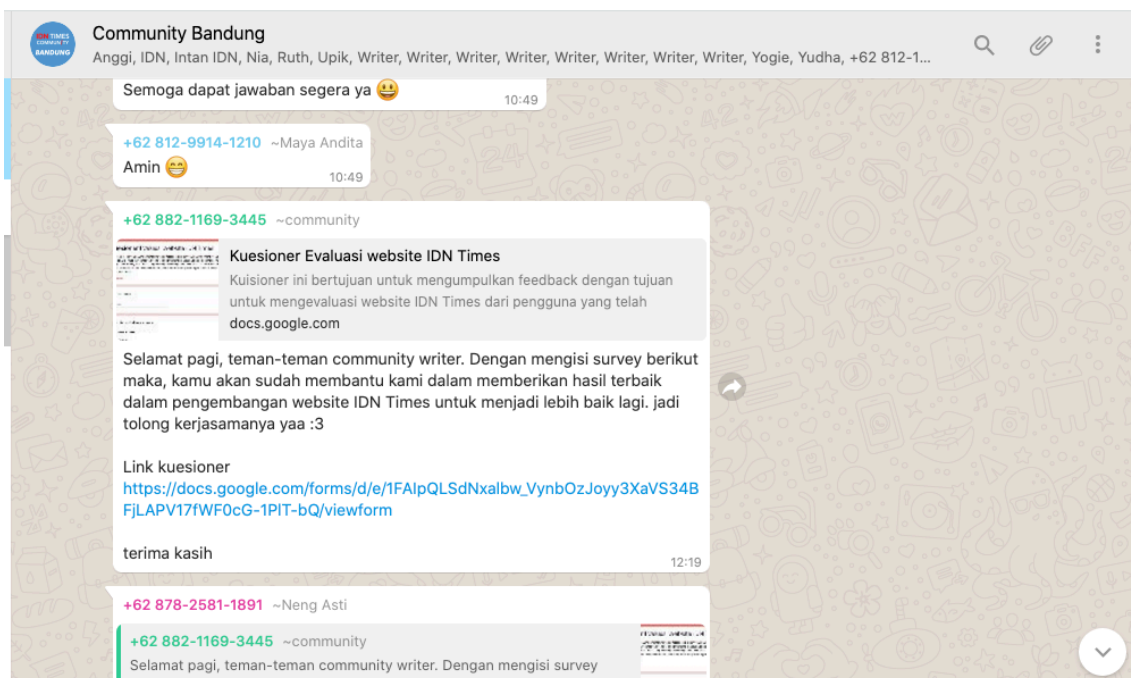 IDN TIMES
COMMUNITY
BANDUNG
Community Bandung
Anggi, IDN, Intan IDN, Nia, Ruth, Upik, Writer, Writer, Writer, Writer, Writer, Writer, Writer, Writer, Yogie, Yudha, +62 812-1...
Semoga dapat jawaban segera ya 😃
10:49
+62 812-9914-1210 ~Maya Andita
Amin 😁
10:49
+62 882-1169-3445 ~community
Kuesioner Evaluasi website IDN Times
Kuisioner ini bertujuan untuk mengumpulkan feedback dengan tujuan
untuk mengevaluasi website IDN Times dari pengguna yang telah
docs.google.com
Selamat pagi, teman-teman community writer. Dengan mengisi survey berikut
maka, kamu akan sudah membantu kami dalam memberikan hasil terbaik
dalam pengembangan website IDN Times untuk menjadi lebih baik lagi. jadi
tolong kerjasamanya yaa :3
Link kuesioner
https://docs.google.com/forms/d/e/1FAIpQLSdNxalbw_VynbOzJoyy3XaVS34B
FjLAPV17fWF0cG-1PlT-bQ/viewform
terima kasih
12:19
+62 878-2581-1891 ~Neng Asti
+62 882-1169-3445 ~community
Selamat pagi, teman-teman community writer. Dengan mengisi survey